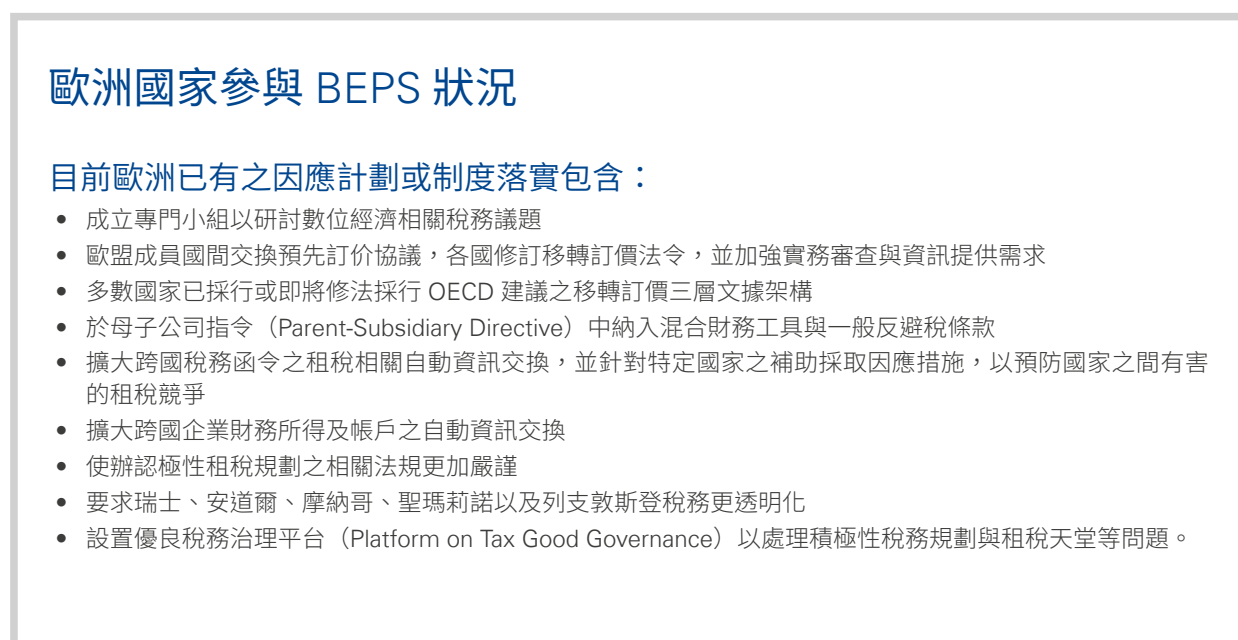 歐洲國家參與 BEPS 狀況
目前歐洲已有之因應計劃或制度落實包含：
• 成立專門小組以研討數位經濟相關稅務議題
• 歐盟成員國間交換預先訂价協議，各國修訂移轉訂價法令，並加強實務審查與資訊提供需求
• 多數國家已採行或即將修法採行 OECD 建議之移轉訂價三層文據架構
• 於母子公司指令（Parent-Subsidiary Directive）中納入混合財務工具與一般反避稅條款
• 擴大跨國稅務函令之租稅相關自動資訊交換，並針對特定國家之補助採取因應措施，以預防國家之間有害
的租稅競爭
• 擴大跨國企業財務所得及帳戶之自動資訊交換
• 使辦認極性租稅規劃之相關法規更加嚴謹
• 要求瑞士、安道爾、摩納哥、聖瑪莉諾以及列支敦斯登稅務更透明化
• 設置優良稅務治理平台（Platform on Tax Good Governance）以處理積極性稅務規劃與租稅天堂等問題。